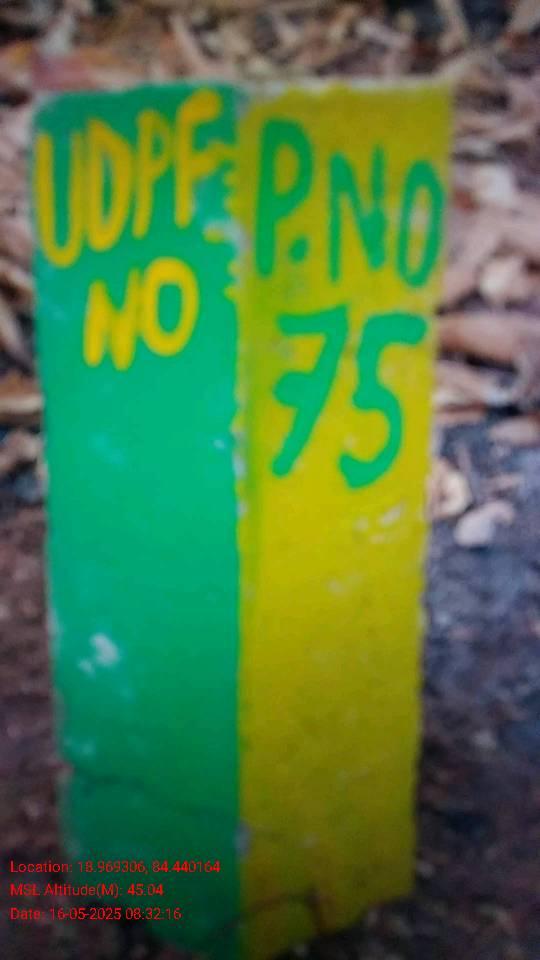 UDPF
NO
P.NO
75
Location: 18.969306, 84.440164
MSL Altitude(M): 45.04
Date: 16-05-2025 08:32:16